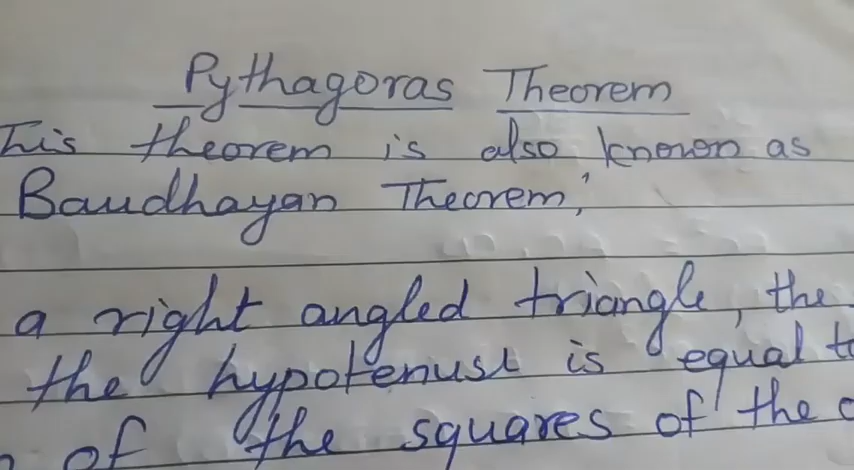 Pythagoras Theorem
This theorem is also known as
Baudhayan Theorem,'
a right angled triangle, the
the hypotenuse is equal to
of the squares of the